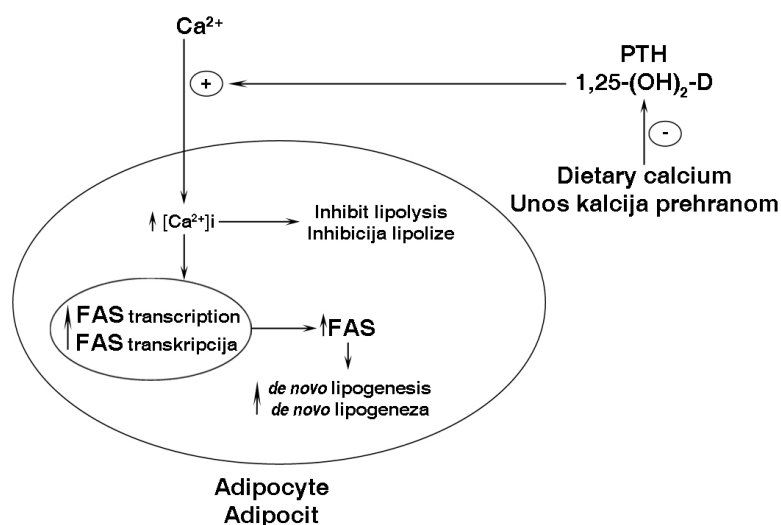 Ca²⁺
+
PTH
1,25-(OH)₂-D
-
Dietary calcium
Unos kalcija prehranom
[Ca²⁺]i
Inhibit lipolysis
Inhibicija lipolize
FAS transcription
FAS transkripcija
FAS
de novo lipogenesis
de novo lipogeneza
Adipocyte
Adipocit